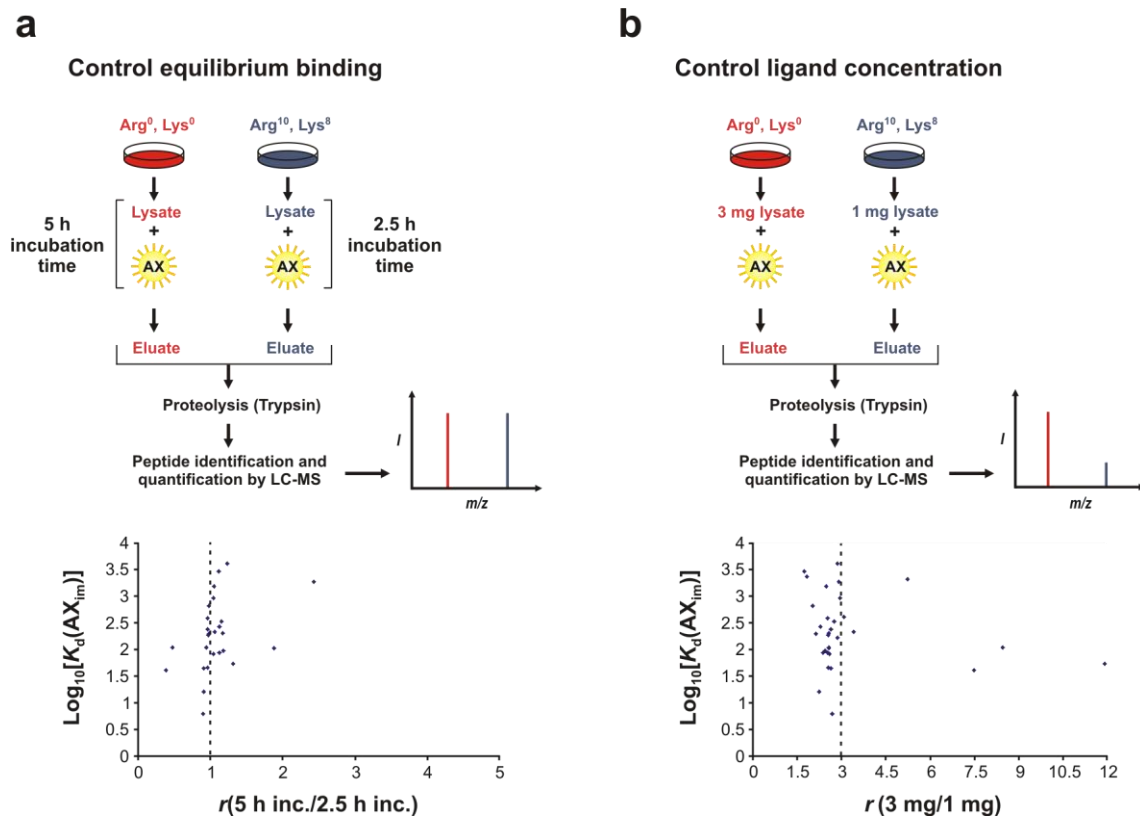 a
Control equilibrium binding
Arg⁰, Lys⁰
Arg¹⁰, Lys⁸
5 h
incubation
time
Lysate
+
AX
Lysate
+
AX
2.5 h
incubation
time
Eluate
Eluate
Proteolysis (Trypsin)
Peptide identification and
quantification by LC-MS
I
m/z
Log₁₀[K_d(AX_im)]
4
3.5
3
2.5
2
1.5
1
0.5
0
0 1 2 3 4 5
r(5 h inc./2.5 h inc.)
b
Control ligand concentration
Arg⁰, Lys⁰
Arg¹⁰, Lys⁸
3 mg lysate
+
AX
1 mg lysate
+
AX
Eluate
Eluate
Proteolysis (Trypsin)
Peptide identification and
quantification by LC-MS
I
m/z
Log₁₀[K_d(AX_im)]
4
3.5
3
2.5
2
1.5
1
0.5
0
0 1.5 3 4.5 6 7.5 9 10.5 12
r (3 mg/1 mg)